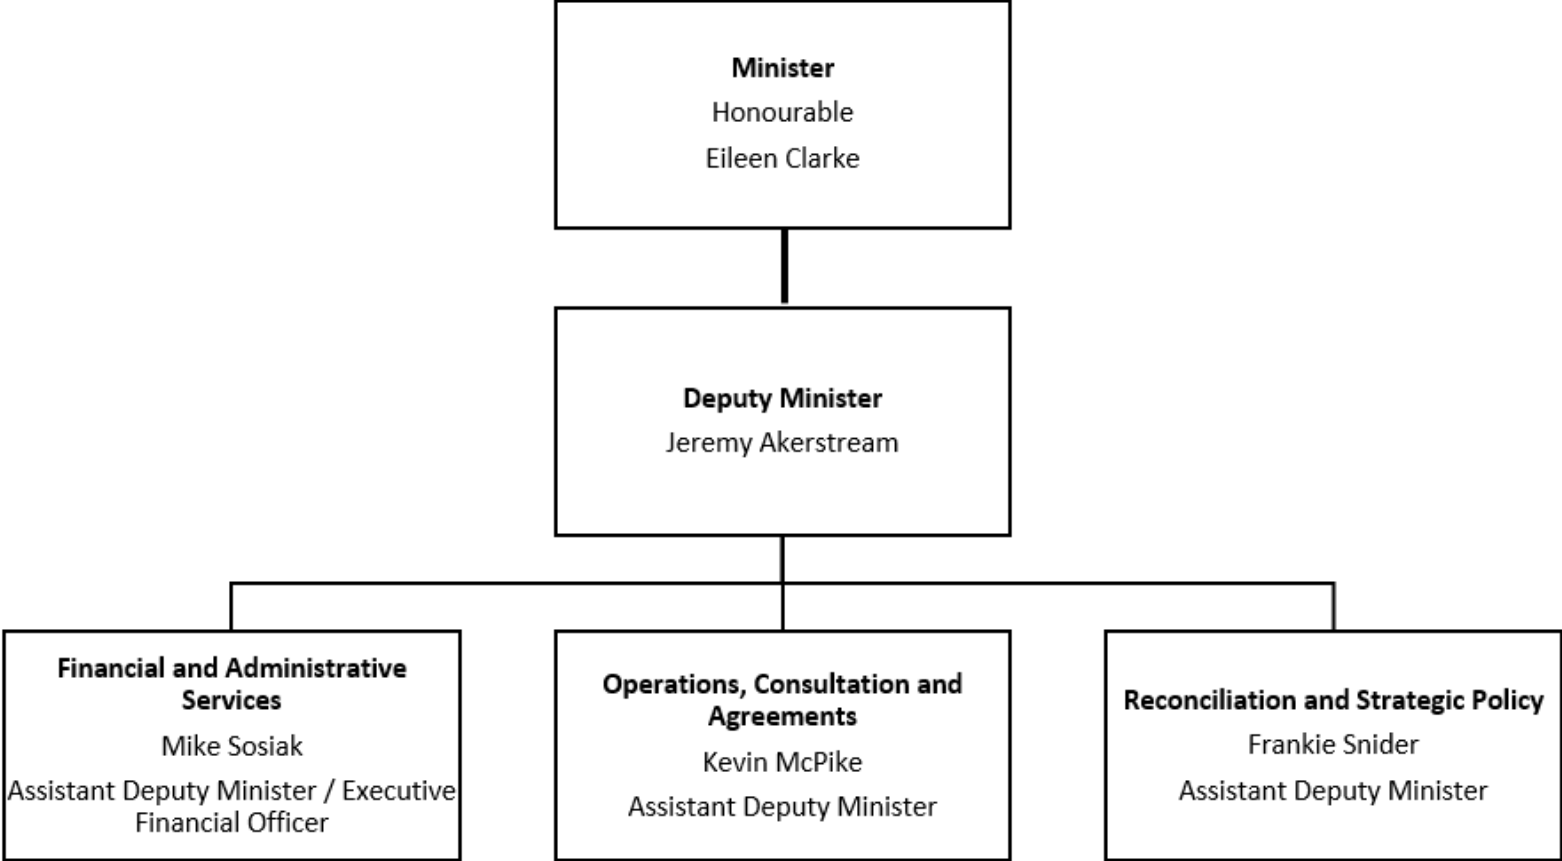 Minister
Honourable
Eileen Clarke
Deputy Minister
Jeremy Akerstream
Financial and Administrative
Services
Mike Sosiak
Assistant Deputy Minister / Executive
Financial Officer
Operations, Consultation and
Agreements
Kevin McPike
Assistant Deputy Minister
Reconciliation and Strategic Policy
Frankie Snider
Assistant Deputy Minister